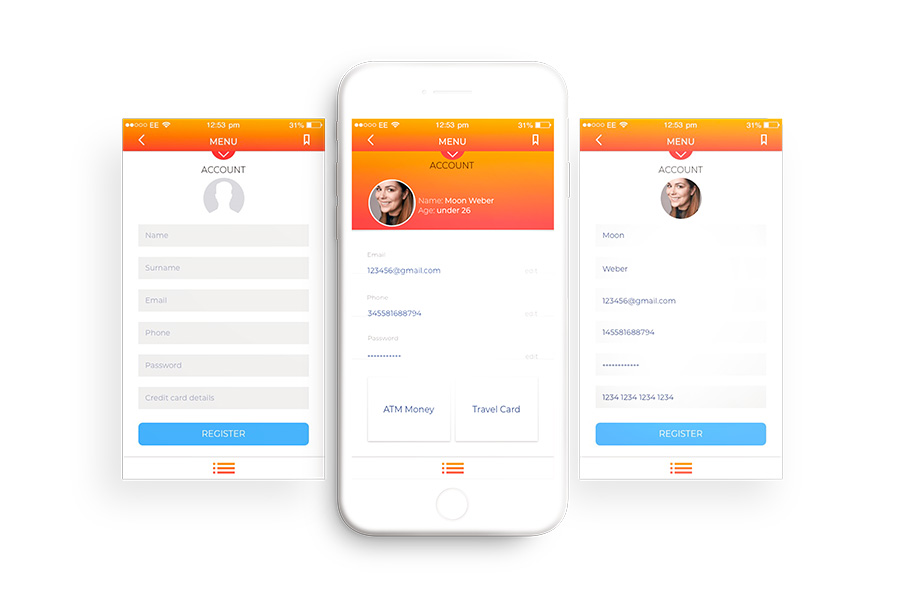 EE 12:53 pm 31%
MENU
ACCOUNT
Name
Surname
Email
Phone
Password
Credit card details
REGISTER
EE 12:53 pm 31%
MENU
ACCOUNT
Name: Moon Weber
Age: under 26
Email
123456@gmail.com
edit
Phone
345581688794
edit
Password
•••••••••••
edit
ATM Money
Travel Card
EE 12:53 pm 31%
MENU
ACCOUNT
Moon
Weber
123456@gmail.com
145581688794
••••••••••••
1234 1234 1234 1234
REGISTER